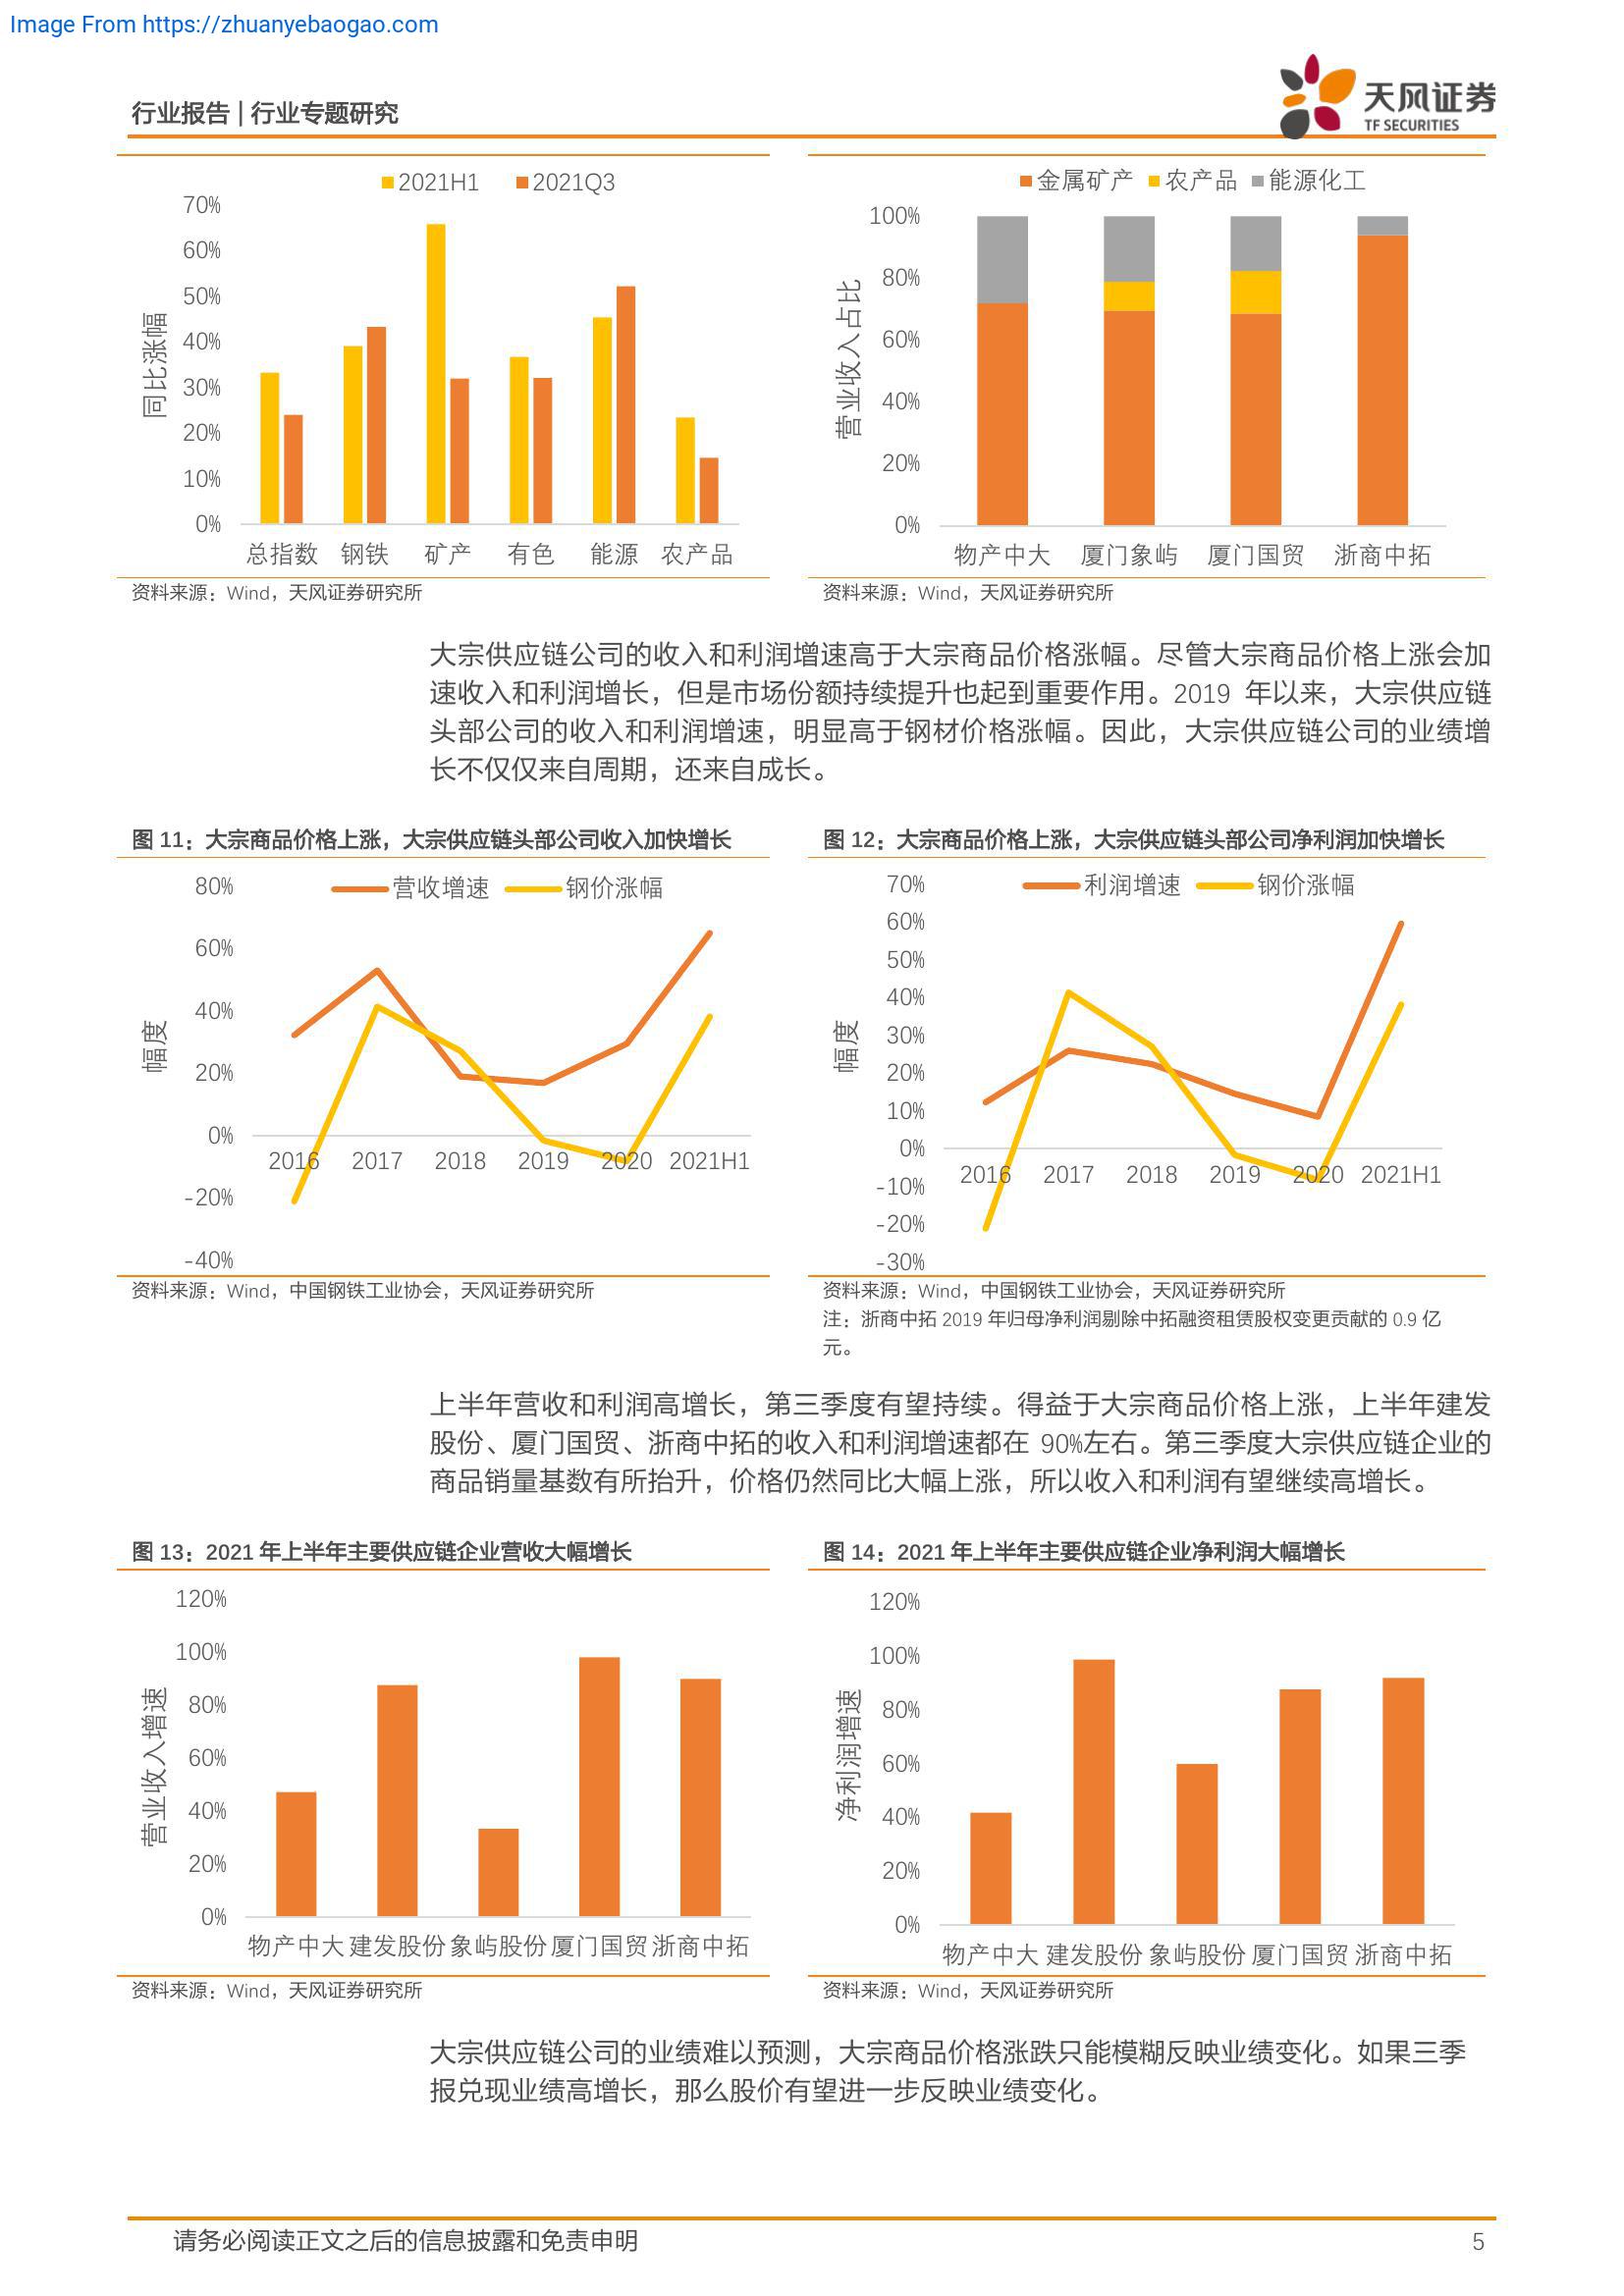 Image From https://zhuanyebaogao.com
行业报告 | 行业专题研究
天风证券
TF SECURITIES
2021H1 2021Q3
70%
60%
50%
40%
30%
20%
10%
0%
同比涨幅
总指数 钢铁 矿产 有色 能源 农产品
资料来源：Wind，天风证券研究所
金属矿产 农产品 能源化工
100%
80%
60%
40%
20%
0%
营业收入占比
物产中大 厦门象屿 厦门国贸 浙商中拓
资料来源：Wind，天风证券研究所
大宗供应链公司的收入和利润增速高于大宗商品价格涨幅。尽管大宗商品价格上涨会加
速收入和利润增长，但是市场份额持续提升也起到重要作用。2019 年以来，大宗供应链
头部公司的收入和利润增速，明显高于钢材价格涨幅。因此，大宗供应链公司的业绩增
长不仅仅来自周期，还来自成长。
图 11：大宗商品价格上涨，大宗供应链头部公司收入加快增长
营收增速 钢价涨幅
80%
60%
40%
20%
0%
-20%
-40%
幅度
2016 2017 2018 2019 2020 2021H1
资料来源：Wind，中国钢铁工业协会，天风证券研究所
图 12：大宗商品价格上涨，大宗供应链头部公司净利润加快增长
利润增速 钢价涨幅
70%
60%
50%
40%
30%
20%
10%
0%
-10%
-20%
-30%
幅度
2016 2017 2018 2019 2020 2021H1
资料来源：Wind，中国钢铁工业协会，天风证券研究所
注：浙商中拓 2019 年归母净利润剔除中拓融资租赁股权变更贡献的 0.9 亿
元。
上半年营收和利润高增长，第三季度有望持续。得益于大宗商品价格上涨，上半年建发
股份、厦门国贸、浙商中拓的收入和利润增速都在 90%左右。第三季度大宗供应链企业的
商品销量基数有所抬升，价格仍然同比大幅上涨，所以收入和利润有望继续高增长。
图 13：2021 年上半年主要供应链企业营收大幅增长
120%
100%
80%
60%
40%
20%
0%
营业收入增速
物产中大 建发股份 象屿股份 厦门国贸 浙商中拓
资料来源：Wind，天风证券研究所
图 14：2021 年上半年主要供应链企业净利润大幅增长
120%
100%
80%
60%
40%
20%
0%
净利润增速
物产中大 建发股份 象屿股份 厦门国贸 浙商中拓
资料来源：Wind，天风证券研究所
大宗供应链公司的业绩难以预测，大宗商品价格涨跌只能模糊反映业绩变化。如果三季
报兑现业绩高增长，那么股价有望进一步反映业绩变化。
请务必阅读正文之后的信息披露和免责申明
5